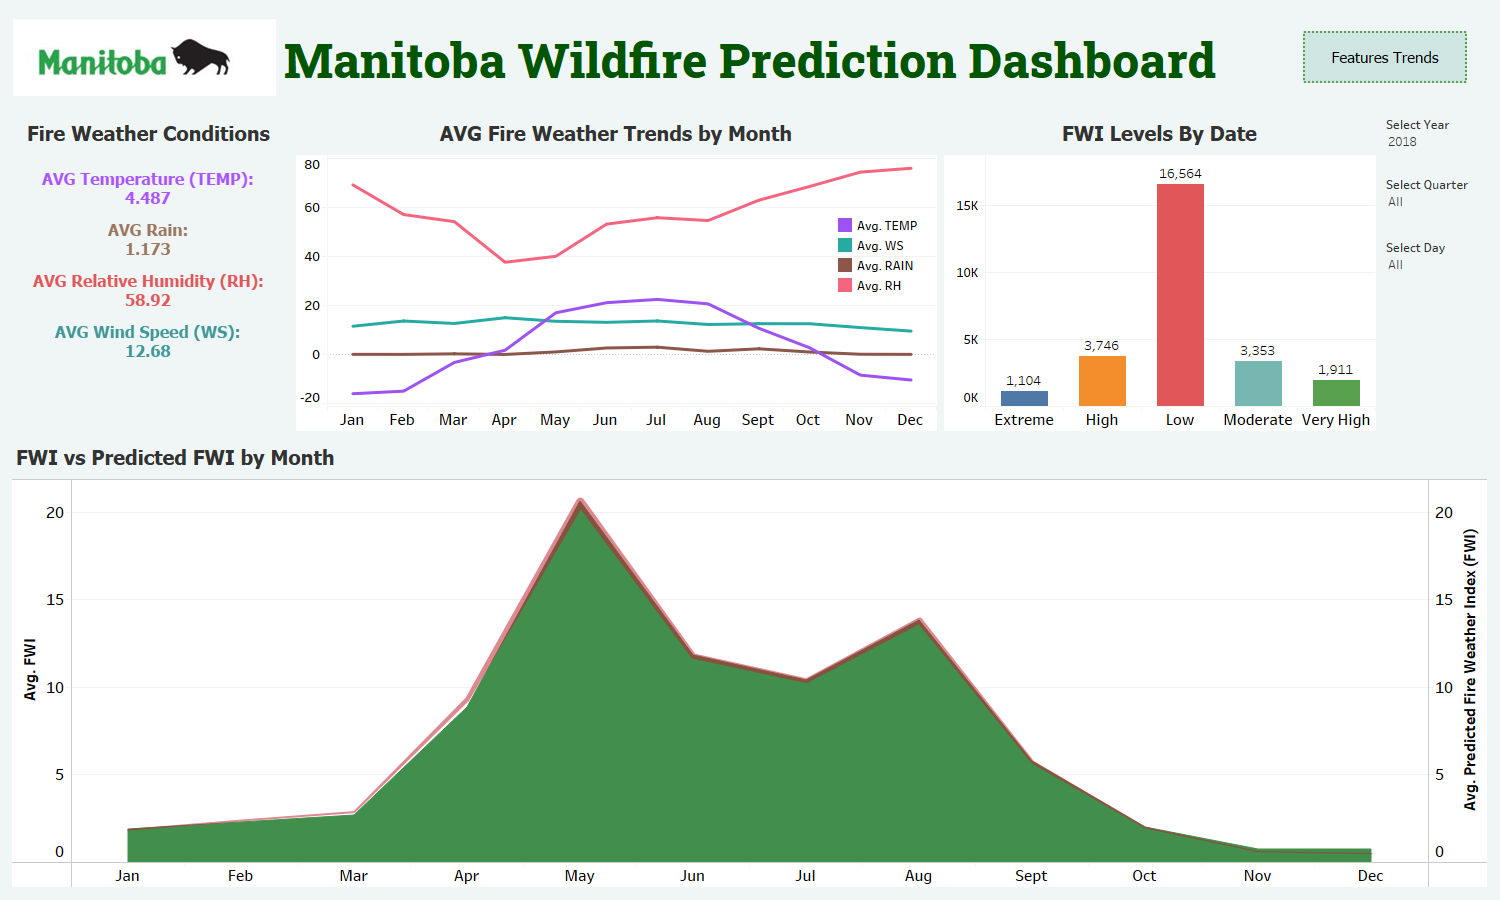 Manitoba
Manitoba Wildfire Prediction Dashboard
Features Trends
Fire Weather Conditions
AVG Temperature (TEMP):
4.487
AVG Rain:
1.173
AVG Relative Humidity (RH):
58.92
AVG Wind Speed (WS):
12.68
AVG Fire Weather Trends by Month
80
60
40
20
0
-20
Avg. TEMP
Avg. WS
Avg. RAIN
Avg. RH
Jan Feb Mar Apr May Jun Jul Aug Sept Oct Nov Dec
FWI Levels By Date
15K
10K
5K
0K
1,104
3,746
16,564
3,353
1,911
Extreme High Low Moderate Very High
Select Year
2018
Select Quarter
All
Select Day
All
FWI vs Predicted FWI by Month
Avg. FWI
20
15
10
5
0
Jan Feb Mar Apr May Jun Jul Aug Sept Oct Nov Dec
20
15
10
5
0
Avg. Predicted Fire Weather Index (FWI)